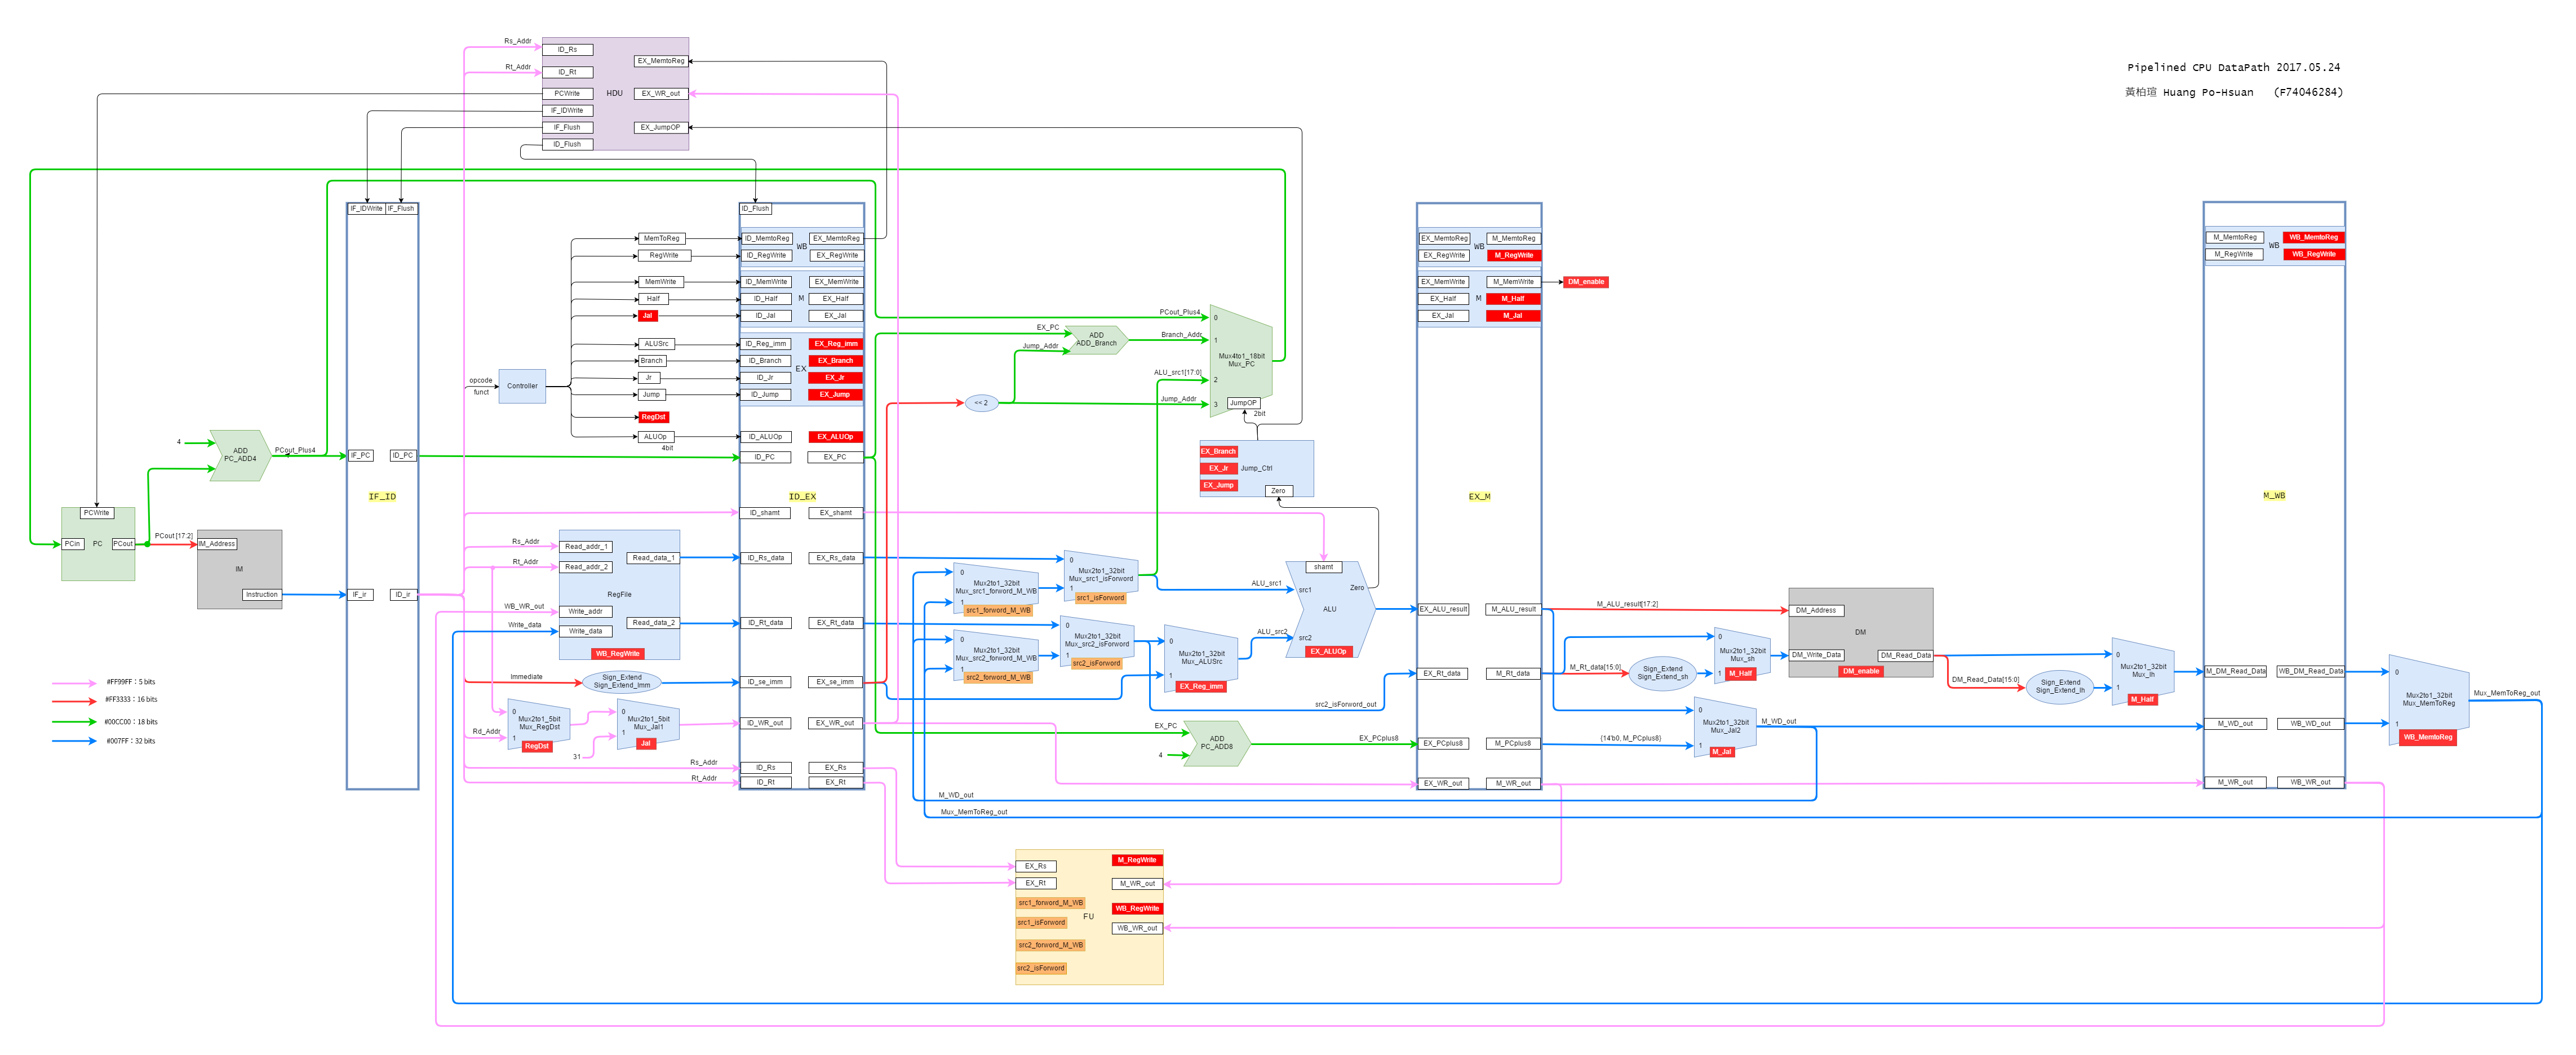 Pipelined CPU DataPath 2017.05.24
黃柏瑄 Huang Po-Hsuan (F74046284)
Rs_Addr
Rt_Addr
ID_Rs
ID_Rt
PCWrite
IF_IDWrite
IF_Flush
ID_Flush
HDU
EX_MemtoReg
EX_WR_out
EX_JumpOP
4
ADD
PC_ADD4
PCout_Plus4
PCWrite
PCin
PC
PCout
PCout [17:2]
IM_Address
IM
Instruction
#FF99FF : 5 bits
#FF3333 : 16 bits
#00CC00 : 18 bits
#007FF : 32 bits
IF_IDWrite
IF_Flush
IF_PC
ID_PC
IF_ID
IF_ir
ID_ir
opcode
funct
Controller
MemToReg
RegWrite
MemWrite
Half
Jal
ALUSrc
Branch
Jr
Jump
RegDst
ALUOp
4bit
Rs_Addr
Rt_Addr
WB_WR_out
Write_data
Read_addr_1
Read_addr_2
Write_addr
Write_data
RegFile
Read_data_1
Read_data_2
WB_RegWrite
Immediate
Sign_Extend
Sign_Extend_Imm
Rd_Addr
0
1
Mux2to1_5bit
Mux_RegDst
RegDst
31
0
1
Mux2to1_5bit
Mux_Jal1
Jal
Rs_Addr
Rt_Addr
ID_Flush
ID_MemtoReg
WB
EX_MemtoReg
ID_RegWrite
EX_RegWrite
ID_MemWrite
EX_MemWrite
ID_Half
M
EX_Half
ID_Jal
EX_Jal
ID_Reg_imm
EX_Reg_imm
ID_Branch
EX_Branch
EX
ID_Jr
EX_Jr
ID_Jump
EX_Jump
ID_ALUOp
EX_ALUOp
ID_PC
EX_PC
ID_EX
ID_shamt
EX_shamt
ID_Rs_data
EX_Rs_data
ID_Rt_data
EX_Rt_data
ID_se_imm
EX_se_imm
ID_WR_out
EX_WR_out
ID_Rs
EX_Rs
ID_Rt
EX_Rt
EX_PC
Jump_Addr
ADD
ADD_Branch
<< 2
PCout_Plus4
Branch_Addr
ALU_src1[17:0]
Jump_Addr
0
1
2
3
Mux4to1_18bit
Mux_PC
JumpOP
2bit
EX_Branch
EX_Jr
EX_Jump
Jump_Ctrl
Zero
0
1
Mux2to1_32bit
Mux_src1_forword_M_WB
src1_forword_M_WB
0
1
Mux2to1_32bit
Mux_src1_isForword
src1_isForword
0
1
Mux2to1_32bit
Mux_src2_forword_M_WB
src2_forword_M_WB
0
1
Mux2to1_32bit
Mux_src2_isForword
src2_isForword
0
1
Mux2to1_32bit
Mux_ALUSrc
EX_Reg_imm
ALU_src1
ALU_src2
shamt
src1
src2
ALU
Zero
EX_ALUOp
src2_isForword_out
EX_PC
4
ADD
PC_ADD8
EX_PCplus8
M_WD_out
Mux_MemToReg_out
EX_Rs
EX_Rt
src1_forword_M_WB
src1_isForword
src2_forword_M_WB
src2_isForword
FU
M_RegWrite
M_WR_out
WB_RegWrite
WB_WR_out
EX_MemtoReg
WB
M_MemtoReg
EX_RegWrite
M_RegWrite
EX_MemWrite
M_MemWrite
DM_enable
EX_Half
M
M_Half
EX_Jal
M_Jal
EX_M
EX_ALU_result
M_ALU_result
EX_Rt_data
M_Rt_data
EX_PCplus8
M_PCplus8
EX_WR_out
M_WR_out
M_ALU_result[17:2]
M_Rt_data[15:0]
Sign_Extend
Sign_Extend_sh
0
1
Mux2to1_32bit
Mux_sh
M_Half
{14'b0, M_PCplus8}
0
1
Mux2to1_32bit
Mux_Jal2
M_Jal
M_WD_out
DM_Address
DM
DM_Write_Data
DM_Read_Data
DM_enable
DM_Read_Data[15:0]
Sign_Extend
Sign_Extend_lh
0
1
Mux2to1_32bit
Mux_lh
M_Half
M_MemtoReg
WB
WB_MemtoReg
M_RegWrite
WB_RegWrite
M_WB
M_DM_Read_Data
WB_DM_Read_Data
M_WD_out
WB_WD_out
M_WR_out
WB_WR_out
0
1
Mux2to1_32bit
Mux_MemToReg
WB_MemtoReg
Mux_MemToReg_out